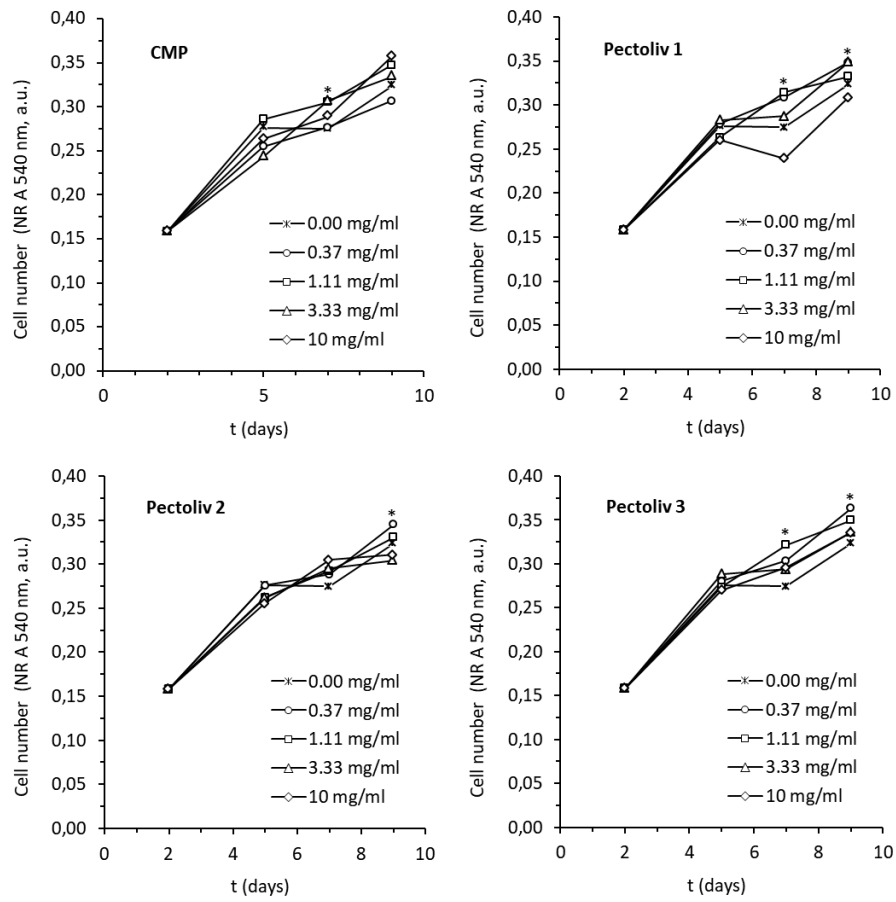 CMP
Cell number (NR A 540 nm, a.u.)
0,40
0,35
0,30
0,25
0,20
0,15
0,10
0,05
0,00
*
0.00 mg/ml
0.37 mg/ml
1.11 mg/ml
3.33 mg/ml
10 mg/ml
0 5 10
t (days)
Pectoliv 1
Cell number (NR A 540 nm, a.u.)
0,40
0,35
0,30
0,25
0,20
0,15
0,10
0,05
0,00
* *
0.00 mg/ml
0.37 mg/ml
1.11 mg/ml
3.33 mg/ml
10 mg/ml
0 2 4 6 8 10
t (days)
Pectoliv 2
Cell number (NR A 540 nm, a.u.)
0,40
0,35
0,30
0,25
0,20
0,15
0,10
0,05
0,00
*
0.00 mg/ml
0.37 mg/ml
1.11 mg/ml
3.33 mg/ml
10 mg/ml
0 2 4 6 8 10
t (days)
Pectoliv 3
Cell number (NR A 540 nm, a.u.)
0,40
0,35
0,30
0,25
0,20
0,15
0,10
0,05
0,00
* *
0.00 mg/ml
0.37 mg/ml
1.11 mg/ml
3.33 mg/ml
10 mg/ml
0 2 4 6 8 10
t (days)